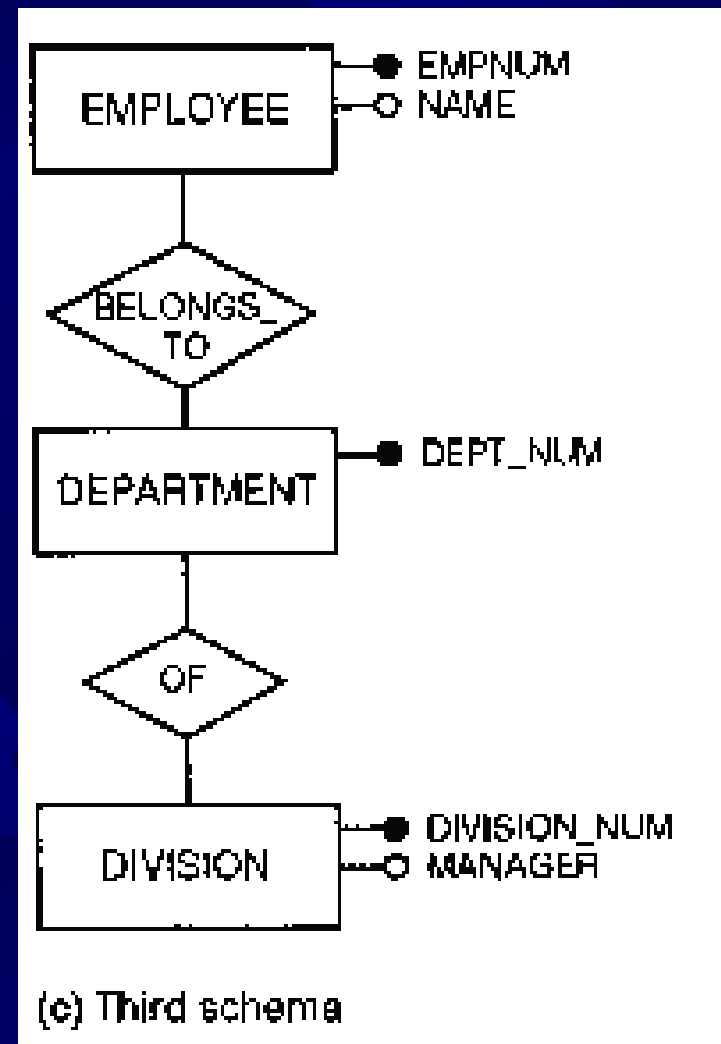 EMPLOYEE
EMPNUM
NAME
BELONGS_
TO
DEPARTMENT
DEPT_NUM
OF
DIVISION
DIVISION_NUM
MANAGER
(c) Third schema